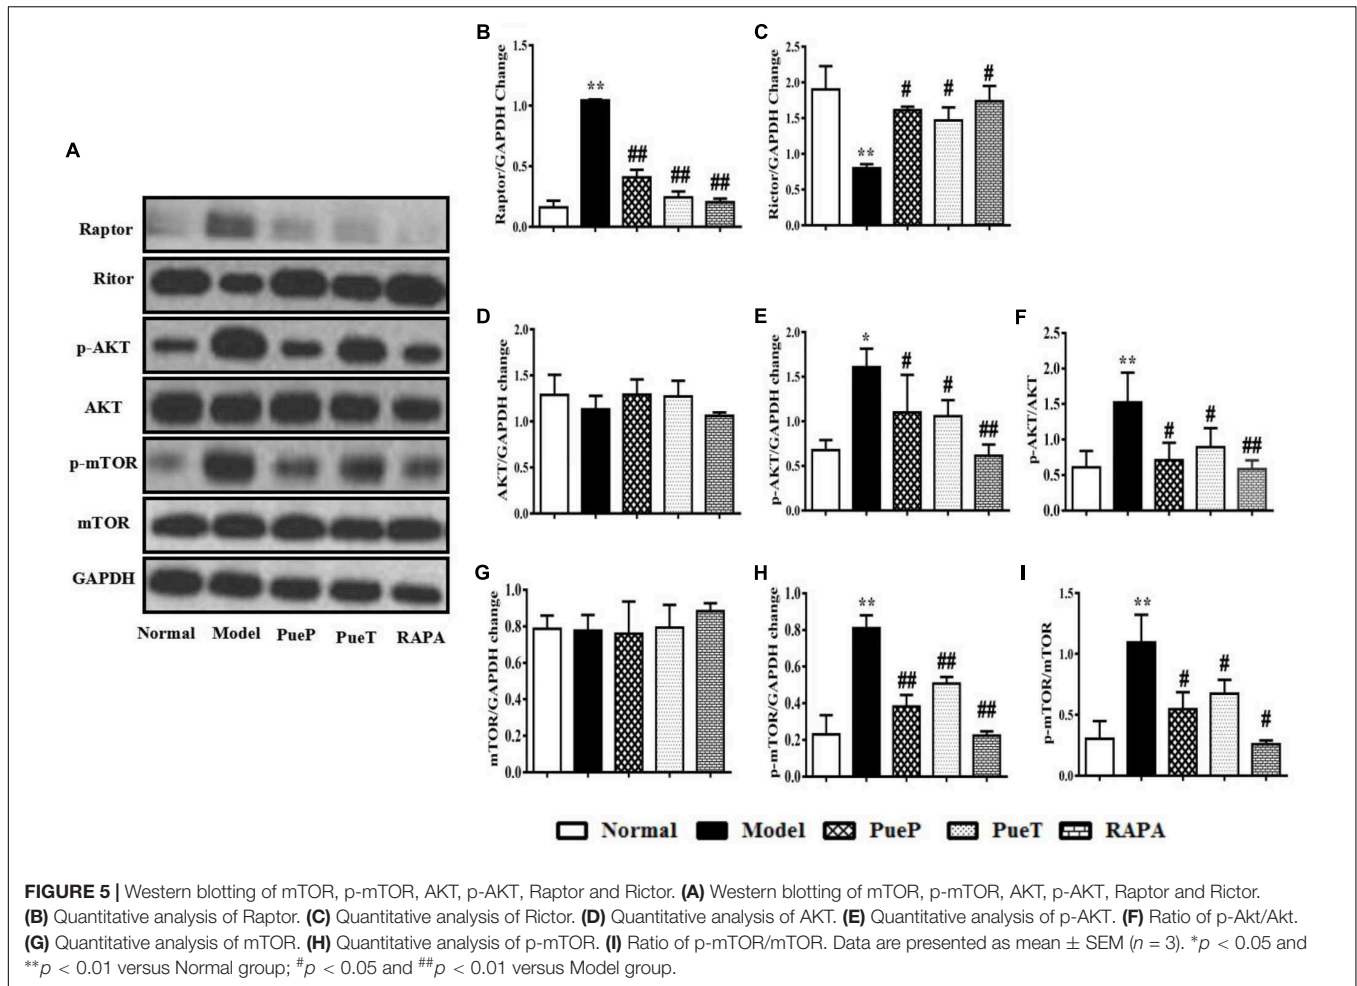 B
Raptor/GAPDH Change
1.5
1.0
0.5
0.0
**
##
##
##
C
Rictor/GAPDH Change
2.5
2.0
1.5
1.0
0.5
0.0
**
#
#
#
A
Raptor
Ritor
p-AKT
AKT
p-mTOR
mTOR
GAPDH
Normal Model PueP PueT RAPA
D
AKT/GAPDH change
2.0
1.5
1.0
0.5
0.0
E
p-AKT/GAPDH change
2.0
1.5
1.0
0.5
0.0
*
#
#
##
F
p-AKT/AKT
2.5
2.0
1.5
1.0
0.5
0.0
**
#
#
##
G
mTOR/GAPDH change
1.0
0.8
0.6
0.4
0.2
0.0
H
p-mTOR/GAPDH change
1.0
0.8
0.6
0.4
0.2
0.0
**
##
##
##
I
p-mTOR/mTOR
1.5
1.0
0.5
0.0
**
#
#
#
Normal Model PueP PueT RAPA
FIGURE 5 | Western blotting of mTOR, p-mTOR, AKT, p-AKT, Raptor and Rictor. (A) Western blotting of mTOR, p-mTOR, AKT, p-AKT, Raptor and Rictor.
(B) Quantitative analysis of Raptor. (C) Quantitative analysis of Rictor. (D) Quantitative analysis of AKT. (E) Quantitative analysis of p-AKT. (F) Ratio of p-Akt/Akt.
(G) Quantitative analysis of mTOR. (H) Quantitative analysis of p-mTOR. (I) Ratio of p-mTOR/mTOR. Data are presented as mean ± SEM (n = 3). *p < 0.05 and
**p < 0.01 versus Normal group; #p < 0.05 and ##p < 0.01 versus Model group.